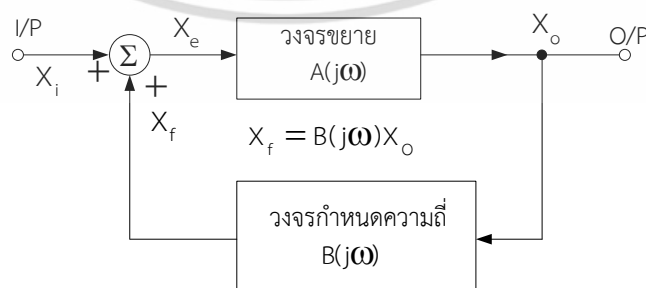 I/P
X_i
+
Σ
+
X_e
X_f
วงจรขยาย
A(jω)
X_o
O/P
X_f = B(jω)X_O
วงจรกำหนดความถี่
B(jω)